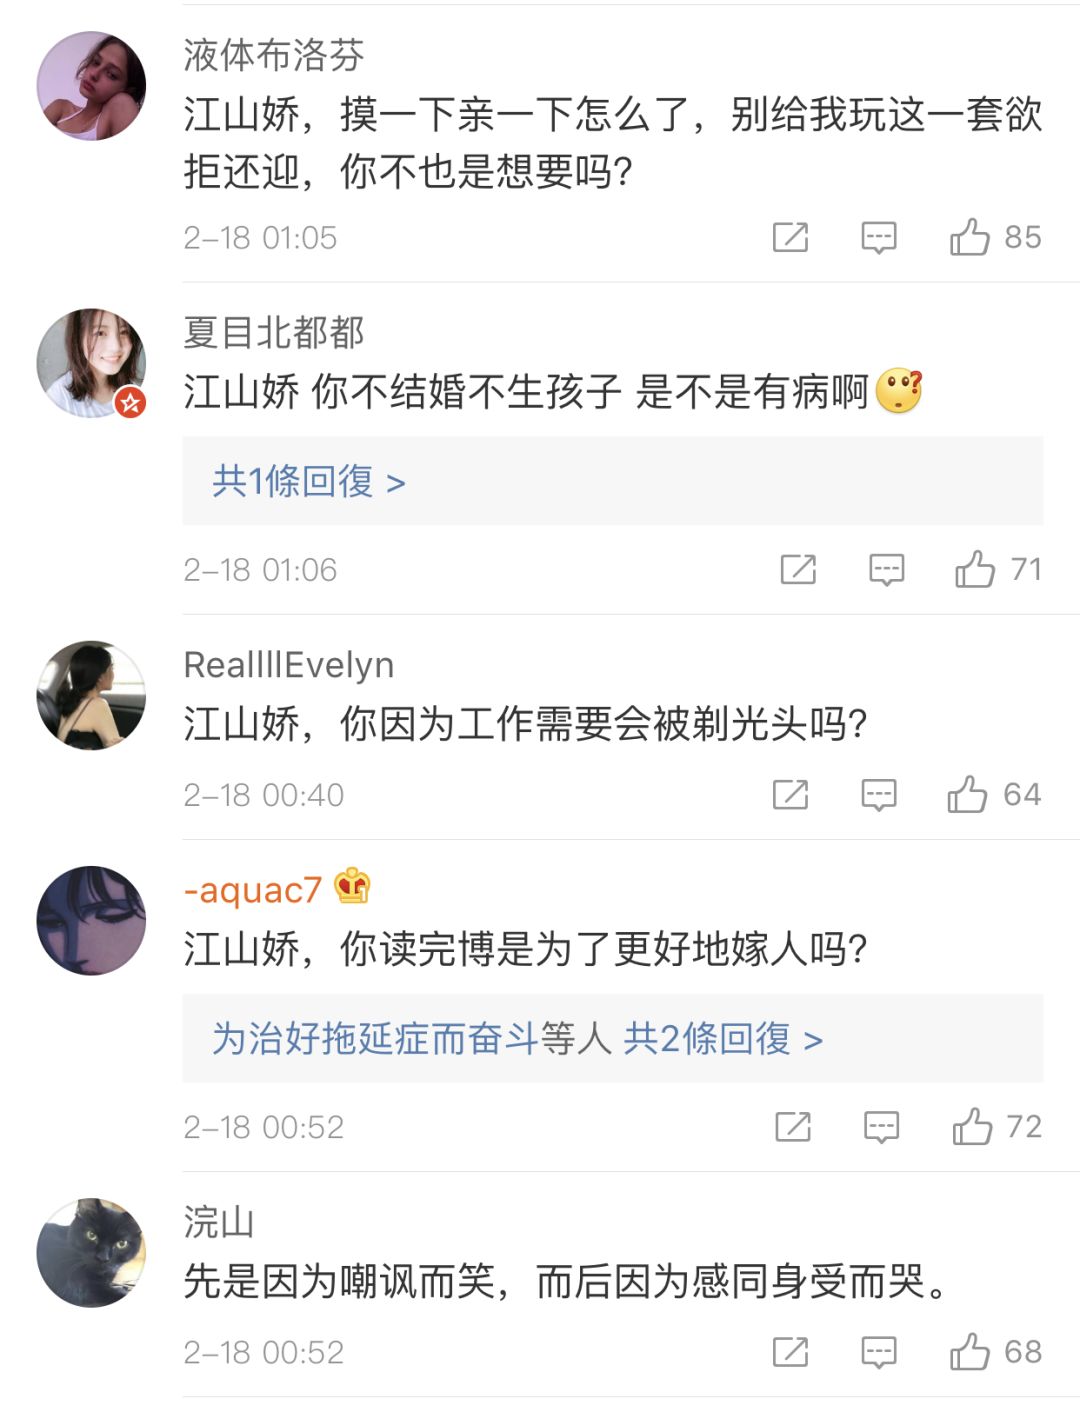 液体布洛芬
江山娇，摸一下亲一下怎么了，别给我玩这一套欲
拒还迎，你不也是想要吗？
2-18 01:05
85
夏目北都都
江山娇 你不结婚不生孩子 是不是有病啊
共1條回復 >
2-18 01:06
71
ReallllEvelyn
江山娇，你因为工作需要会被剃光头吗？
2-18 00:40
64
-aquac7
江山娇，你读完博是为了更好地嫁人吗？
为治好拖延症而奋斗等人 共2條回復 >
2-18 00:52
72
浣山
先是因为嘲讽而笑，而后因为感同身受而哭。
2-18 00:52
68